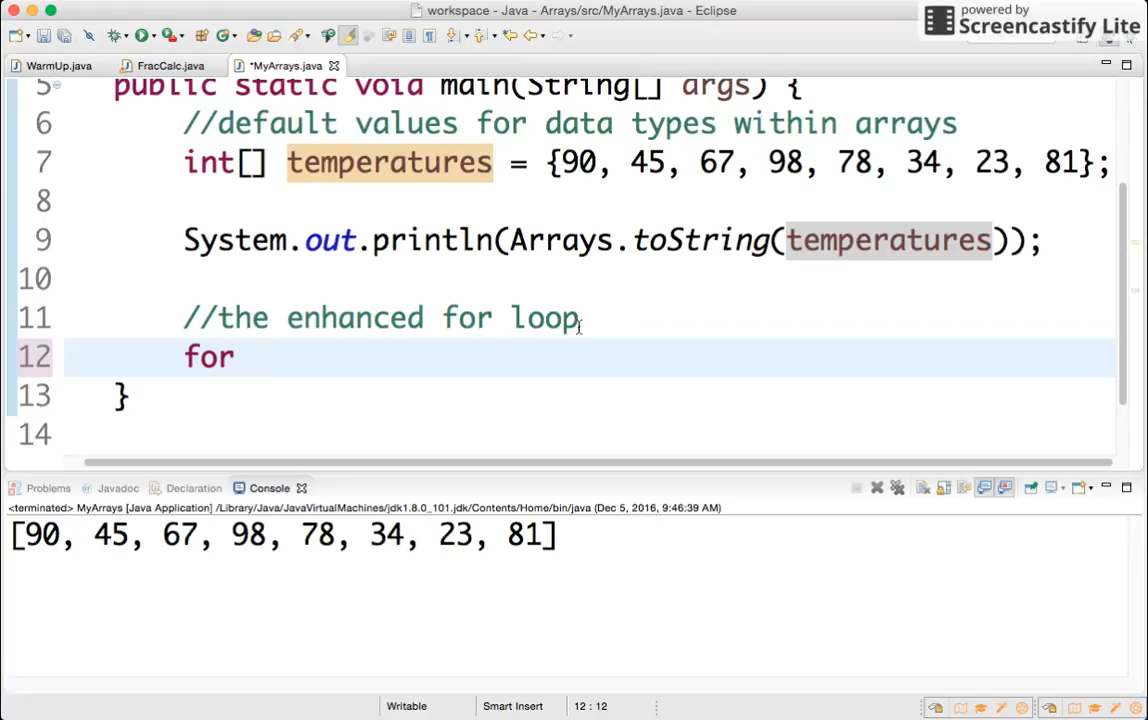 workspace - Java - Arrays/src/MyArrays.java - Eclipse
powered by
Screencastify Lite
WarmUp.java
FracCalc.java
*MyArrays.java
5 public static void main(String[] args) {
6 //default values for data types within arrays
7 int[] temperatures = {90, 45, 67, 98, 78, 34, 23, 81};
8
9 System.out.println(Arrays.toString(temperatures));
10
11 //the enhanced for loop
12 for
13 }
14
Problems
Javadoc
Declaration
Console
<terminated> MyArrays [Java Application] /Library/Java/JavaVirtualMachines/jdk1.8.0_101.jdk/Contents/Home/bin/java (Dec 5, 2016, 9:46:39 AM)
[90, 45, 67, 98, 78, 34, 23, 81]
Writable
Smart Insert
12 : 12